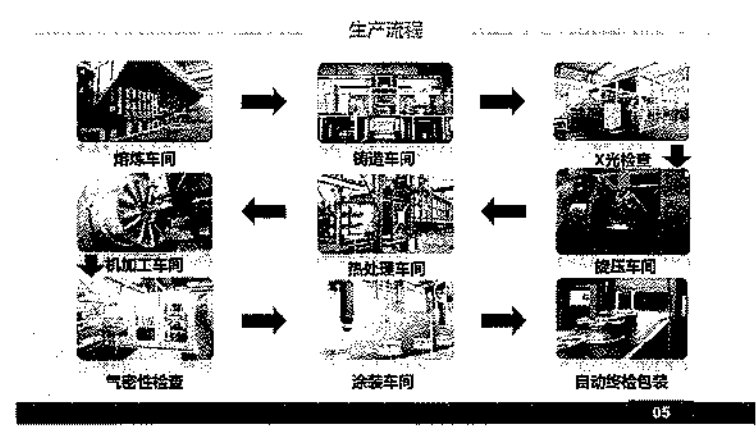 生产流程
熔炼车间
铸造车间
X光检查
机加工车间
热处理车间
旋压车间
气密性检查
涂装车间
自动终检包装
05